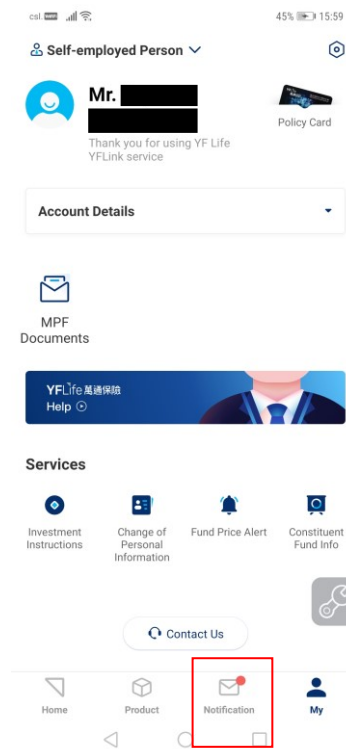 csl. 45% 15:59
Self-employed Person
Mr.
Policy Card
Thank you for using YF Life
YFLink service
Account Details
MPF
Documents
YFLife 萬通保險
Help
Services
Investment
Instructions
Change of
Personal
Information
Fund Price Alert
Constituent
Fund Info
Contact Us
Home
Product
Notification
My